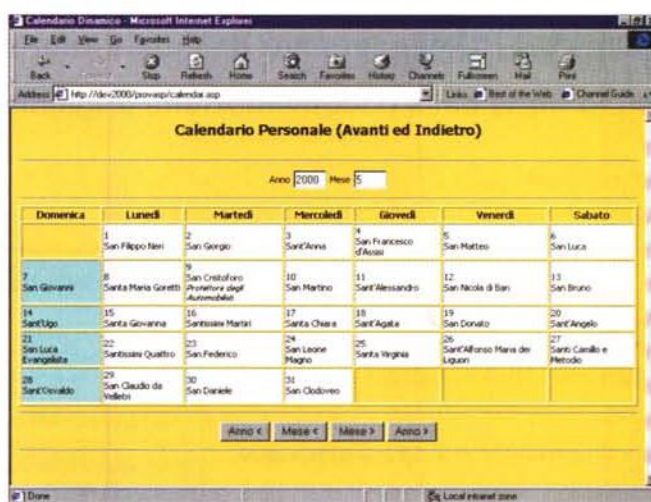 Calendario Dinamico - Microsoft Internet Explorer
File Edit View Go Favorites Help
Back Stop Refresh Home Search Favorites History Channels Fullscreen Mail Print
Address http://dev2000/provasp/calendar.asp Links Best of the Web Channel Guide
Calendario Personale (Avanti ed Indietro)
Anno 2000 Mese 5
Domenica Lunedì Martedì Mercoledì Giovedì Venerdì Sabato
1 2 3 4 5 6
San Filippo Neri San Giorgio Sant'Anna San Francesco d'Assisi San Matteo San Luca
7 8 9 10 11 12 13
San Giovanni Santa Maria Goretti San Cristoforo San Martino Sant'Alessandro San Nicola di Bari San Bruno
Protettore degli
Automobilisti
14 15 16 17 18 19 20
Sant'Ugo Santa Giovanna Santissimi Martiri Santa Chiara Sant'Agata San Donato Sant'Angelo
21 22 23 24 25 26 27
San Luca Evangelista Santissimi Quattro San Federico San Leone Magno Santa Virginia Sant'Alfonso Maria dei Liguori Santi Camillo e Metodio
28 29 30 31
Sant'Osvaldo San Claudio da Velletri San Daniele San Clodoveo
Anno < Mese < Mese > Anno >
Done Local intranet zone